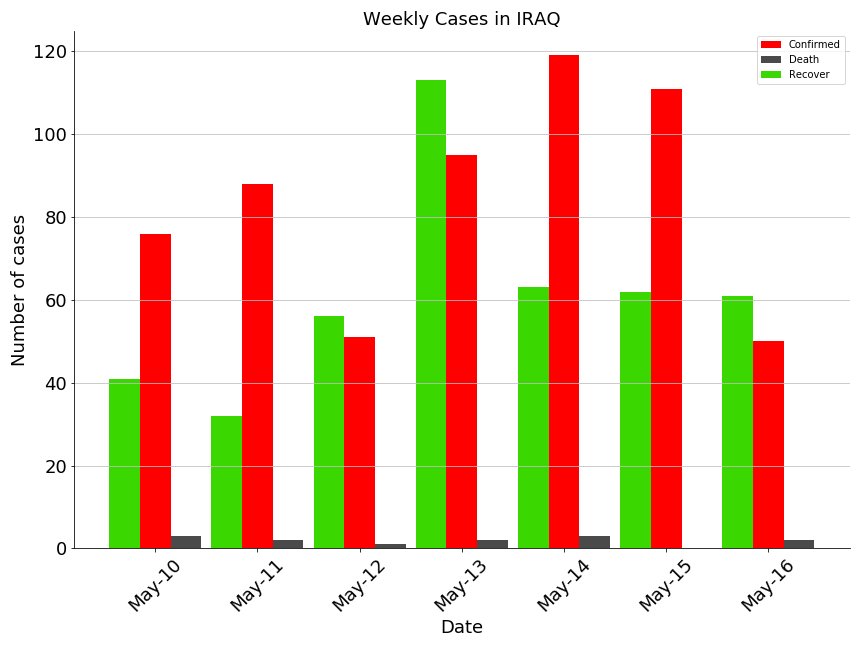 Weekly Cases in IRAQ
Confirmed
Death
Recover
Number of cases
120
100
80
60
40
20
0
May-10
May-11
May-12
May-13
May-14
May-15
May-16
Date